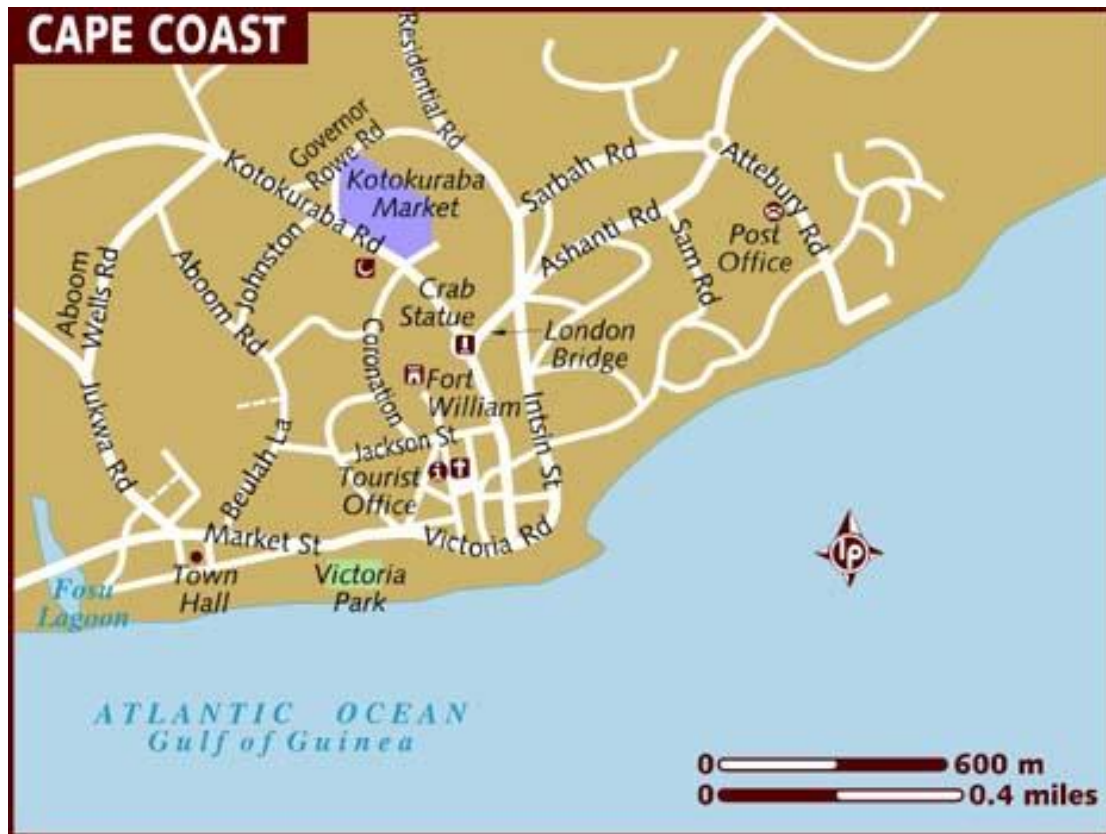 CAPE COAST
Residential Rd
Governor
Rowe Rd
Kotokuraba
Market
Kotokuraba Rd
Sarbah Rd
Attebury Rd
Ashanti Rd
Post
Office
Sam Rd
Aboom
Wells Rd
Aboom Rd
Johnston
Crab
Statue
London
Bridge
Coronation
Fort
William
Jukwa Rd
Beulah La
Jackson St
Intsin St
Tourist
Office
Market St
Victoria Rd
Town
Hall
Victoria
Park
Fosu
Lagoon
lp
ATLANTIC OCEAN
Gulf of Guinea
0 600 m
0 0.4 miles